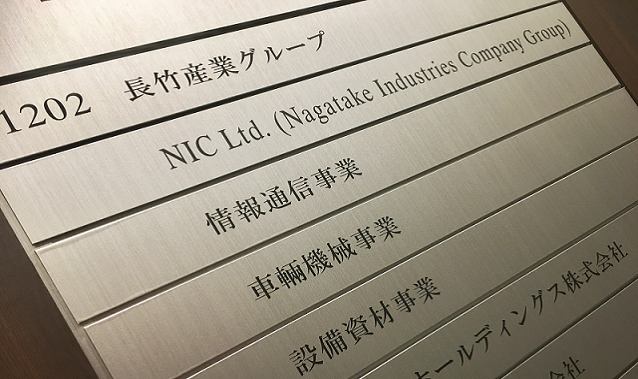 1202 長竹産業グループ
NIC Ltd. (Nagatake Industries Company Group)
情報通信事業
車輌機械事業
設備資材事業
ホールディングス株式会社
会社